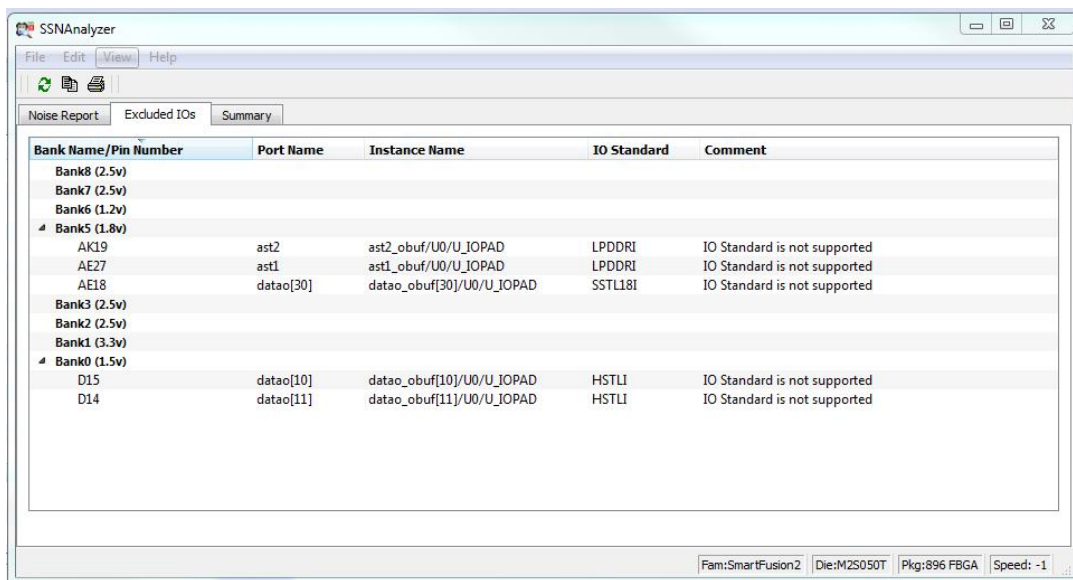 SSNAnalyzer
File Edit View Help
Noise Report Excluded IOs Summary
Bank Name/Pin Number Port Name Instance Name IO Standard Comment
Bank8 (2.5v)
Bank7 (2.5v)
Bank6 (1.2v)
Bank5 (1.8v)
AK19 ast2 ast2_obuf/U0/U_IOPAD LPDDRI IO Standard is not supported
AE27 ast1 ast1_obuf/U0/U_IOPAD LPDDRI IO Standard is not supported
AE18 datao[30] datao_obuf[30]/U0/U_IOPAD SSTL18I IO Standard is not supported
Bank3 (2.5v)
Bank2 (2.5v)
Bank1 (3.3v)
Bank0 (1.5v)
D15 datao[10] datao_obuf[10]/U0/U_IOPAD HSTLI IO Standard is not supported
D14 datao[11] datao_obuf[11]/U0/U_IOPAD HSTLI IO Standard is not supported
Fam:SmartFusion2 Die:M2S050T Pkg:896 FBGA Speed: -1